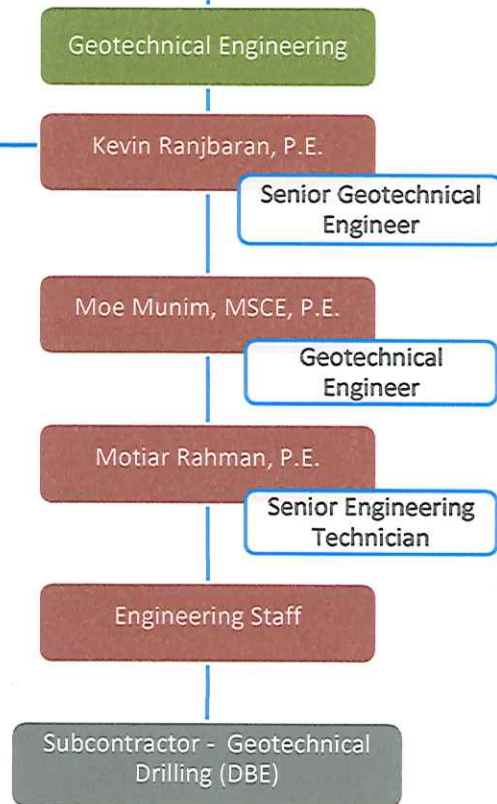 Geotechnical Engineering
Kevin Ranjbaran, P.E.
Senior Geotechnical
Engineer
Moe Munim, MSCE, P.E.
Geotechnical
Engineer
Motiar Rahman, P.E.
Senior Engineering
Technician
Engineering Staff
Subcontractor - Geotechnical
Drilling (DBE)